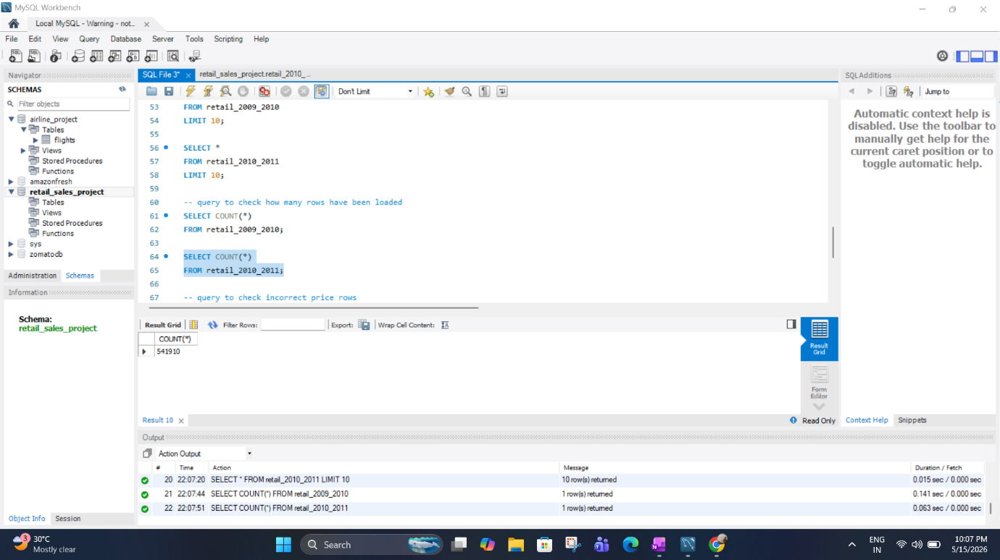 MySQL Workbench
Local MySQL - Warning - not...
File Edit View Query Database Server Tools Scripting Help
Navigator
SCHEMAS
Filter objects
airline_project
Tables
flights
Views
Stored Procedures
Functions
amazonfresh
retail_sales_project
Tables
Views
Stored Procedures
Functions
sys
zomatodb
Administration Schemas
Information
Schema:
retail_sales_project
Object Info Session
SQL File 3* retail_sales_project.retail_2010_...
Don't Limit
53 FROM retail_2009_2010
54 LIMIT 10;
55
56 SELECT *
57 FROM retail_2010_2011
58 LIMIT 10;
59
60 -- query to check how many rows have been loaded
61 SELECT COUNT(*)
62 FROM retail_2009_2010;
63
64 SELECT COUNT(*)
65 FROM retail_2010_2011;
66
67 -- query to check incorrect price rows
Result Grid Filter Rows: Export: Wrap Cell Content:
COUNT(*)
541910
Result
Grid
Form
Editor
Result 10 Read Only
Output
Action Output
# Time Action Message Duration / Fetch
20 22:07:20 SELECT * FROM retail_2010_2011 LIMIT 10 10 row(s) returned 0.015 sec / 0.000 sec
21 22:07:44 SELECT COUNT(*) FROM retail_2009_2010 1 row(s) returned 0.141 sec / 0.000 sec
22 22:07:51 SELECT COUNT(*) FROM retail_2010_2011 1 row(s) returned 0.063 sec / 0.000 sec
SQLAdditions
Jump to
Automatic context help is
disabled. Use the toolbar to
manually get help for the
current caret position or to
toggle automatic help.
Context Help Snippets
3
30°C
Mostly clear
Search
ENG
IN
10:07 PM
5/15/2026